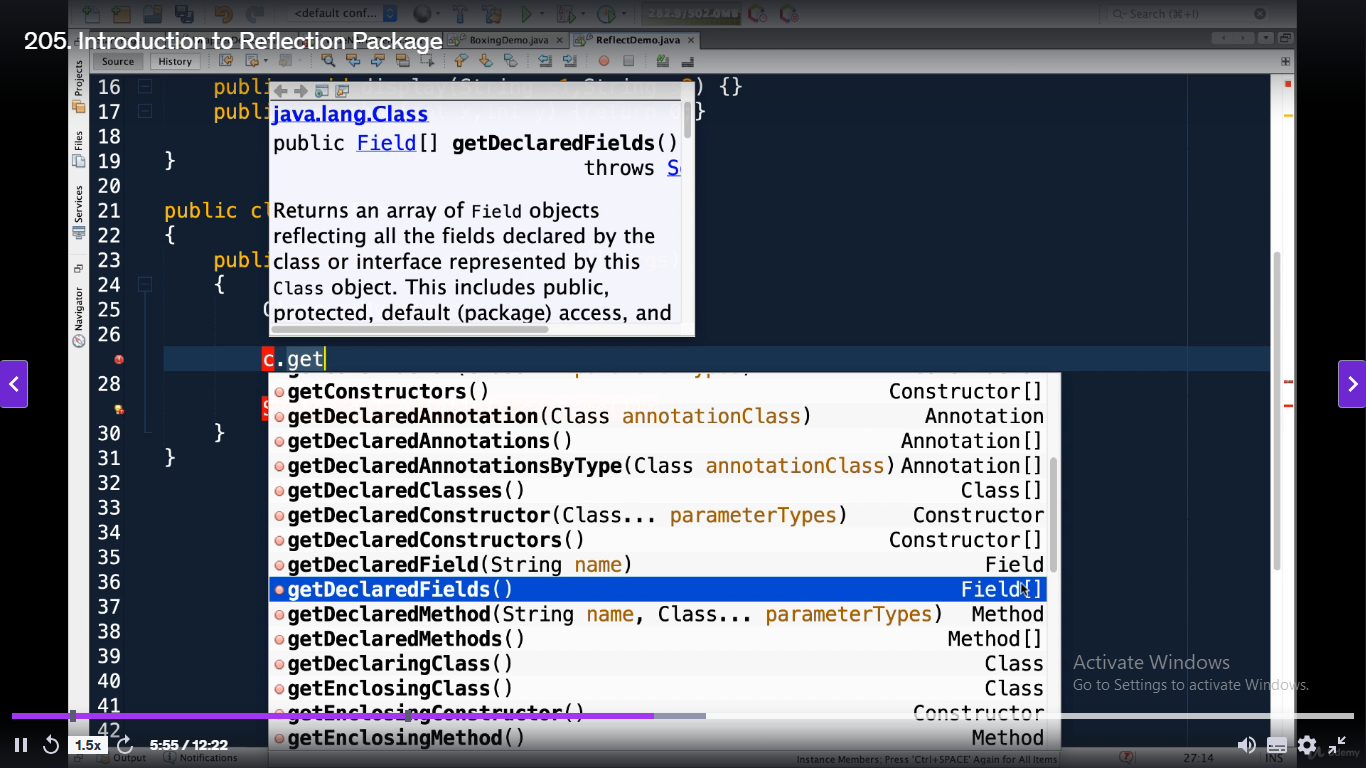 <default conf...
282.9/502.0MB
Search (⌘+I)
205. Introduction to Reflection Package
BoxingDemo.java
ReflectDemo.java
Source
History
Projects
Files
Services
Navigator
16 publi
) {}
17 publi
}
18
19 }
20
21 public cl
22 {
23 publi
24 {
25
26
c.get
28
30 }
31 }
32
33
34
35
36
37
38
39
40
41
42
java.lang.Class
public Field[] getDeclaredFields()
throws S
Returns an array of Field objects
reflecting all the fields declared by the
class or interface represented by this
Class object. This includes public,
protected, default (package) access, and
getConstructors() Constructor[]
getDeclaredAnnotation(Class annotationClass) Annotation
getDeclaredAnnotations() Annotation[]
getDeclaredAnnotationsByType(Class annotationClass) Annotation[]
getDeclaredClasses() Class[]
getDeclaredConstructor(Class... parameterTypes) Constructor
getDeclaredConstructors() Constructor[]
getDeclaredField(String name) Field
getDeclaredFields() Field[]
getDeclaredMethod(String name, Class... parameterTypes) Method
getDeclaredMethods() Method[]
getDeclaringClass() Class
getEnclosingClass() Class
getEnclosingConstructor() Constructor
getEnclosingMethod() Method
Activate Windows
Go to Settings to activate Windows.
1.5x
5:55 / 12:22
Output
Notifications
Instance Members; Press 'Ctrl+SPACE' Again for All Items
27:14
INS